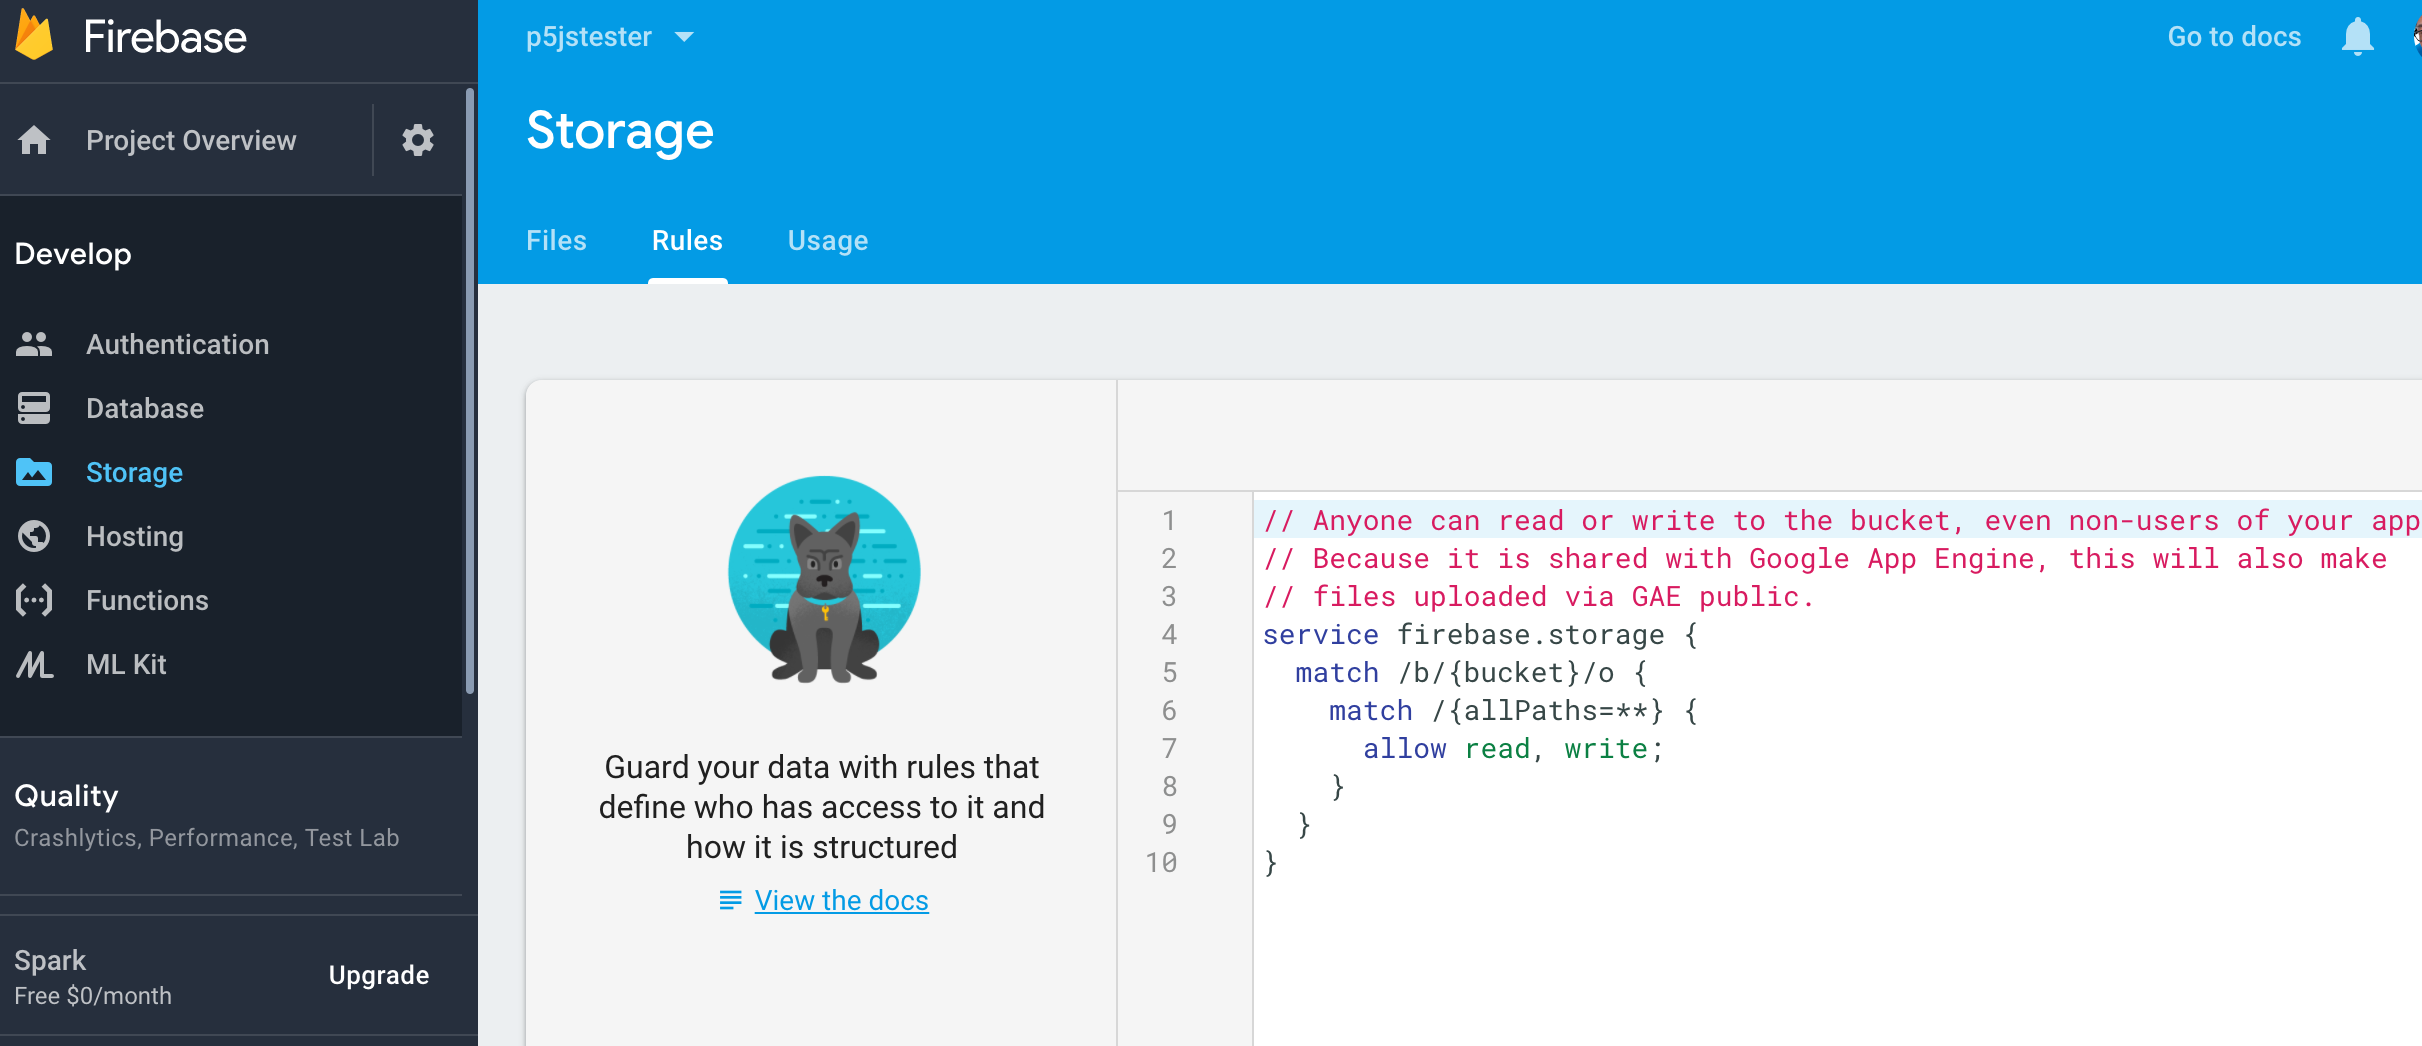 Firebase
Project Overview
Develop
Authentication
Database
Storage
Hosting
Functions
ML Kit
Quality
Crashlytics, Performance, Test Lab
Spark
Free $0/month
Upgrade
p5jstester
Go to docs
Storage
Files Rules Usage
Guard your data with rules that
define who has access to it and
how it is structured
View the docs
1 // Anyone can read or write to the bucket, even non-users of your app
2 // Because it is shared with Google App Engine, this will also make
3 // files uploaded via GAE public.
4 service firebase.storage {
5   match /b/{bucket}/o {
6     match /{allPaths=**} {
7       allow read, write;
8     }
9   }
10 }